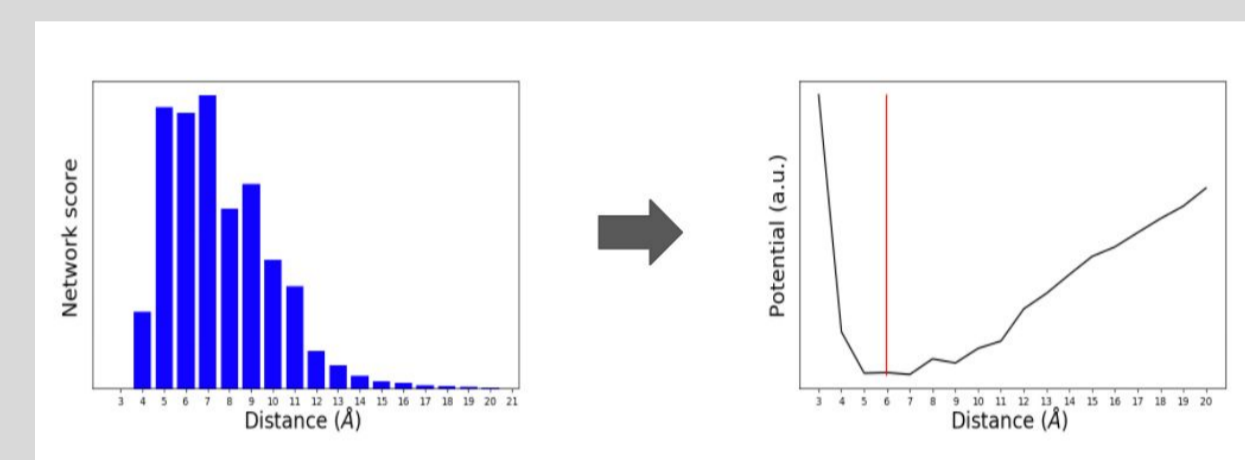 Network score
3 4 5 6 7 8 9 10 11 12 13 14 15 16 17 18 19 20 21
Distance (Å)
Potential (a.u.)
3 4 5 6 7 8 9 10 11 12 13 14 15 16 17 18 19 20
Distance (Å)